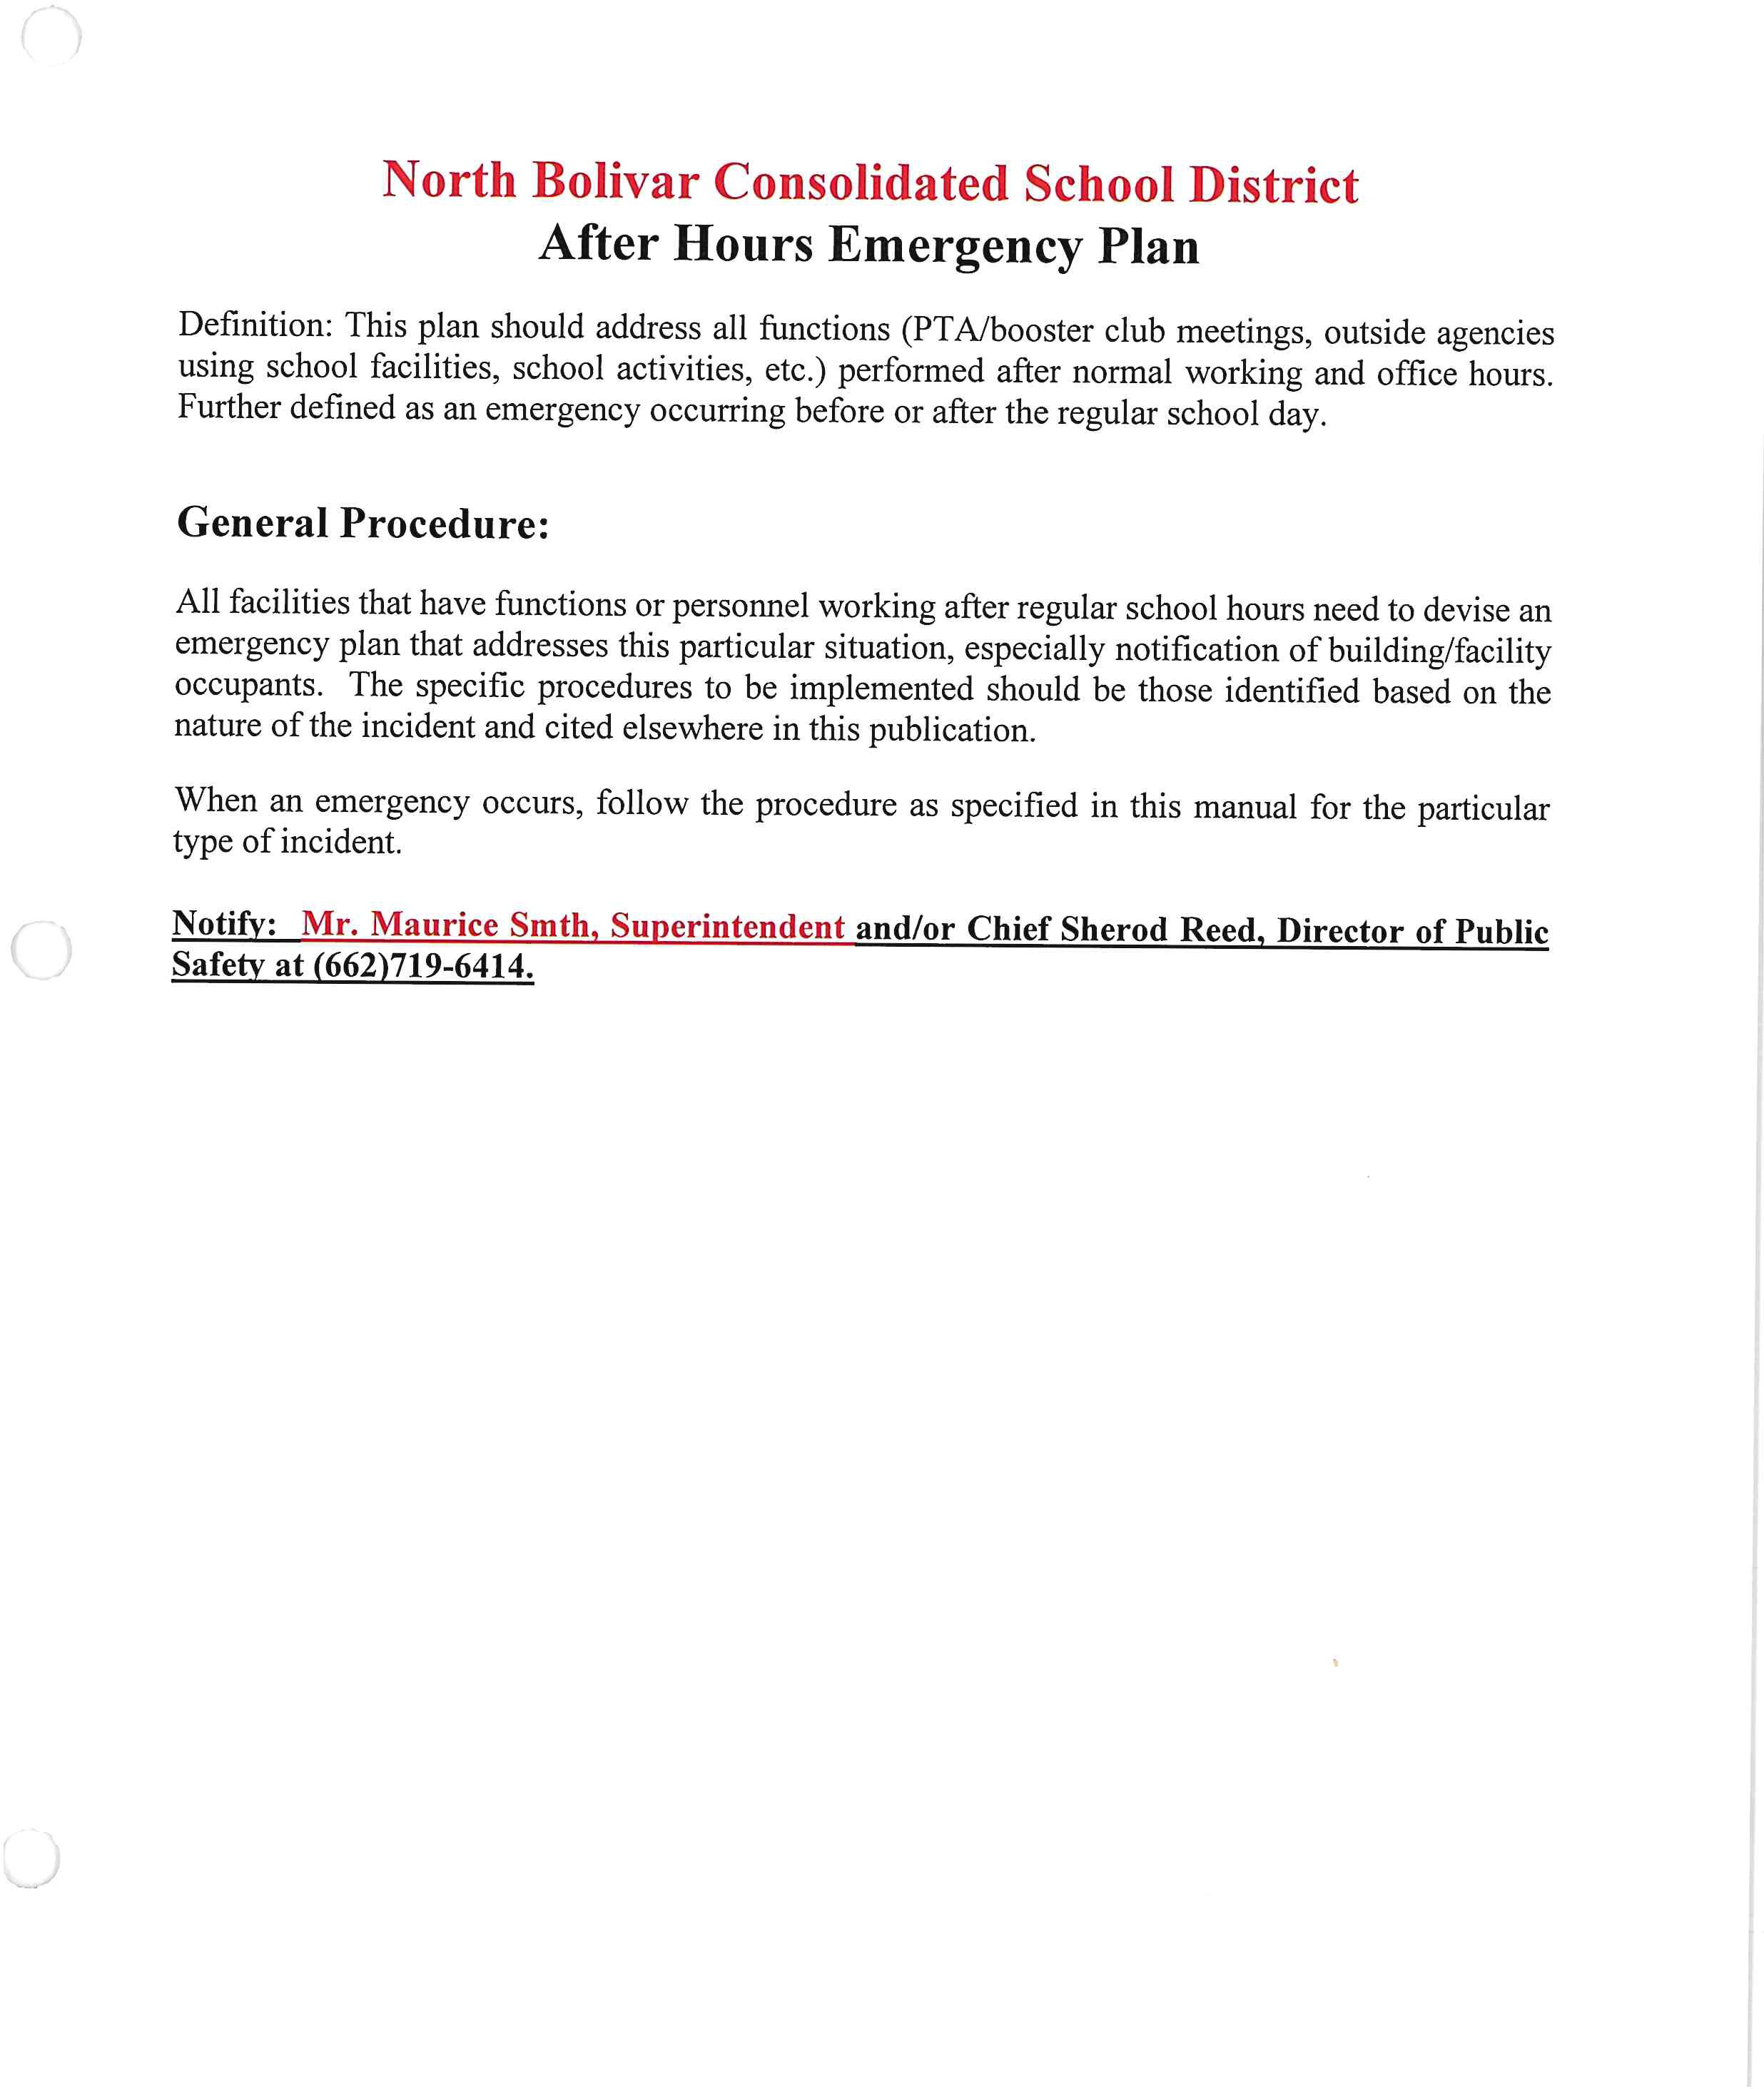 North Bolivar Consolidated School District
After Hours Emergency Plan
Definition: This plan should address all functions (PTA/booster club meetings, outside agencies
using school facilities, school activities, etc.) performed after normal working and office hours.
Further defined as an emergency occurring before or after the regular school day.
General Procedure:
All facilities that have functions or personnel working after regular school hours need to devise an
emergency plan that addresses this particular situation, especially notification of building/facility
occupants. The specific procedures to be implemented should be those identified based on the
nature of the incident and cited elsewhere in this publication.
When an emergency occurs, follow the procedure as specified in this manual for the particular
type of incident.
Notify: Mr. Maurice Smth, Superintendent and/or Chief Sherod Reed, Director of Public
Safety at (662)719-6414.